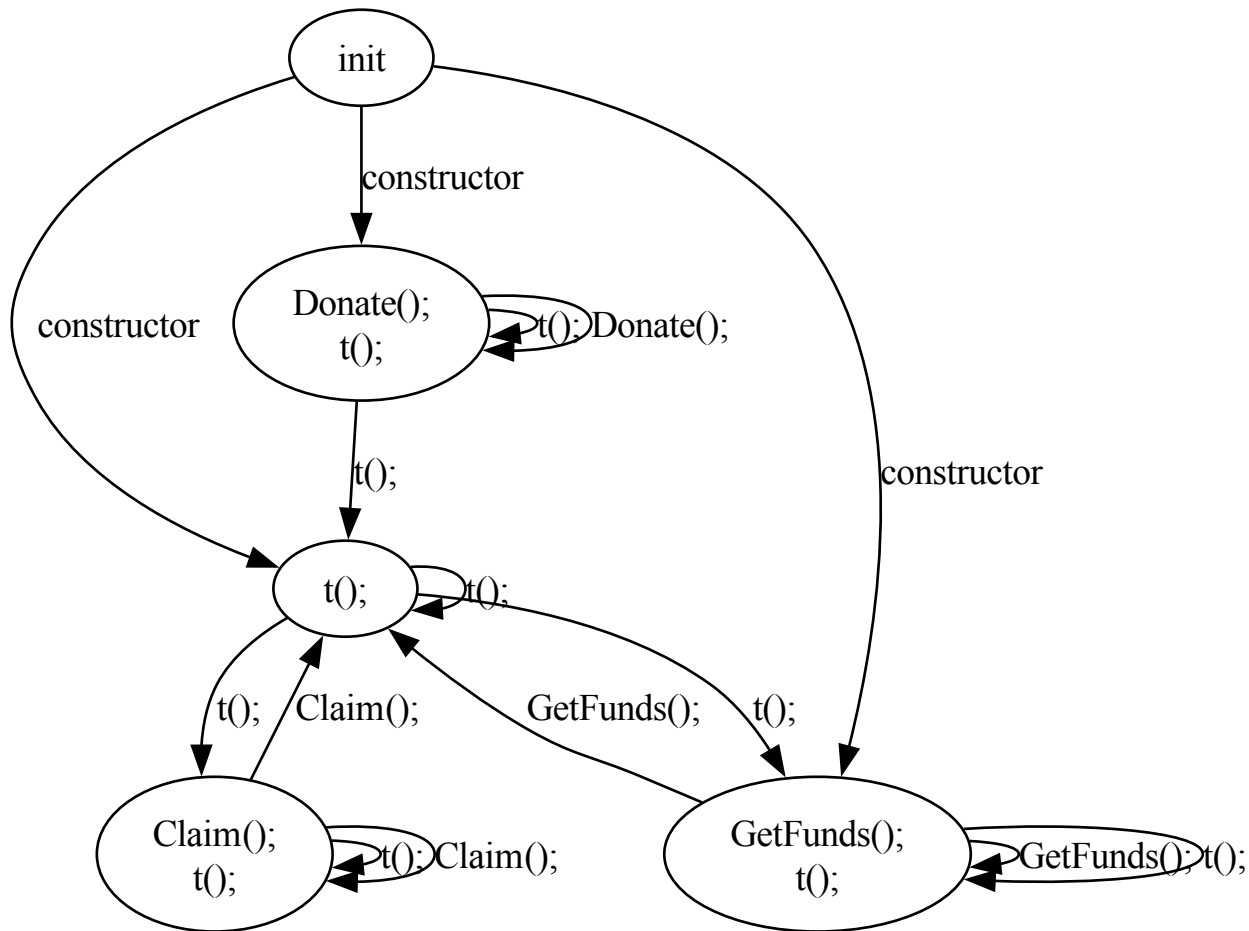 init
constructor
constructor
Donate();
t();
t(); Donate();
constructor
t();
t();
t();
t();
Claim();
GetFunds();
t();
Claim();
t();
t(); Claim();
GetFunds();
t();
GetFunds(); t();